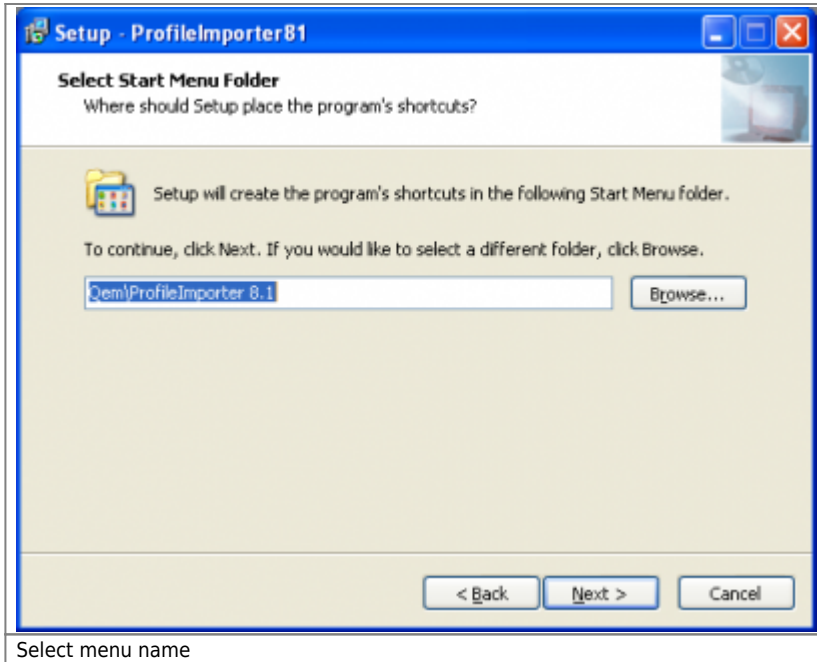 Setup - ProfileImporter81
Select Start Menu Folder
Where should Setup place the program's shortcuts?
Setup will create the program's shortcuts in the following Start Menu folder.
To continue, click Next. If you would like to select a different folder, click Browse.
Qem\ProfileImporter 8.1
Browse...
< Back
Next >
Cancel
Select menu name